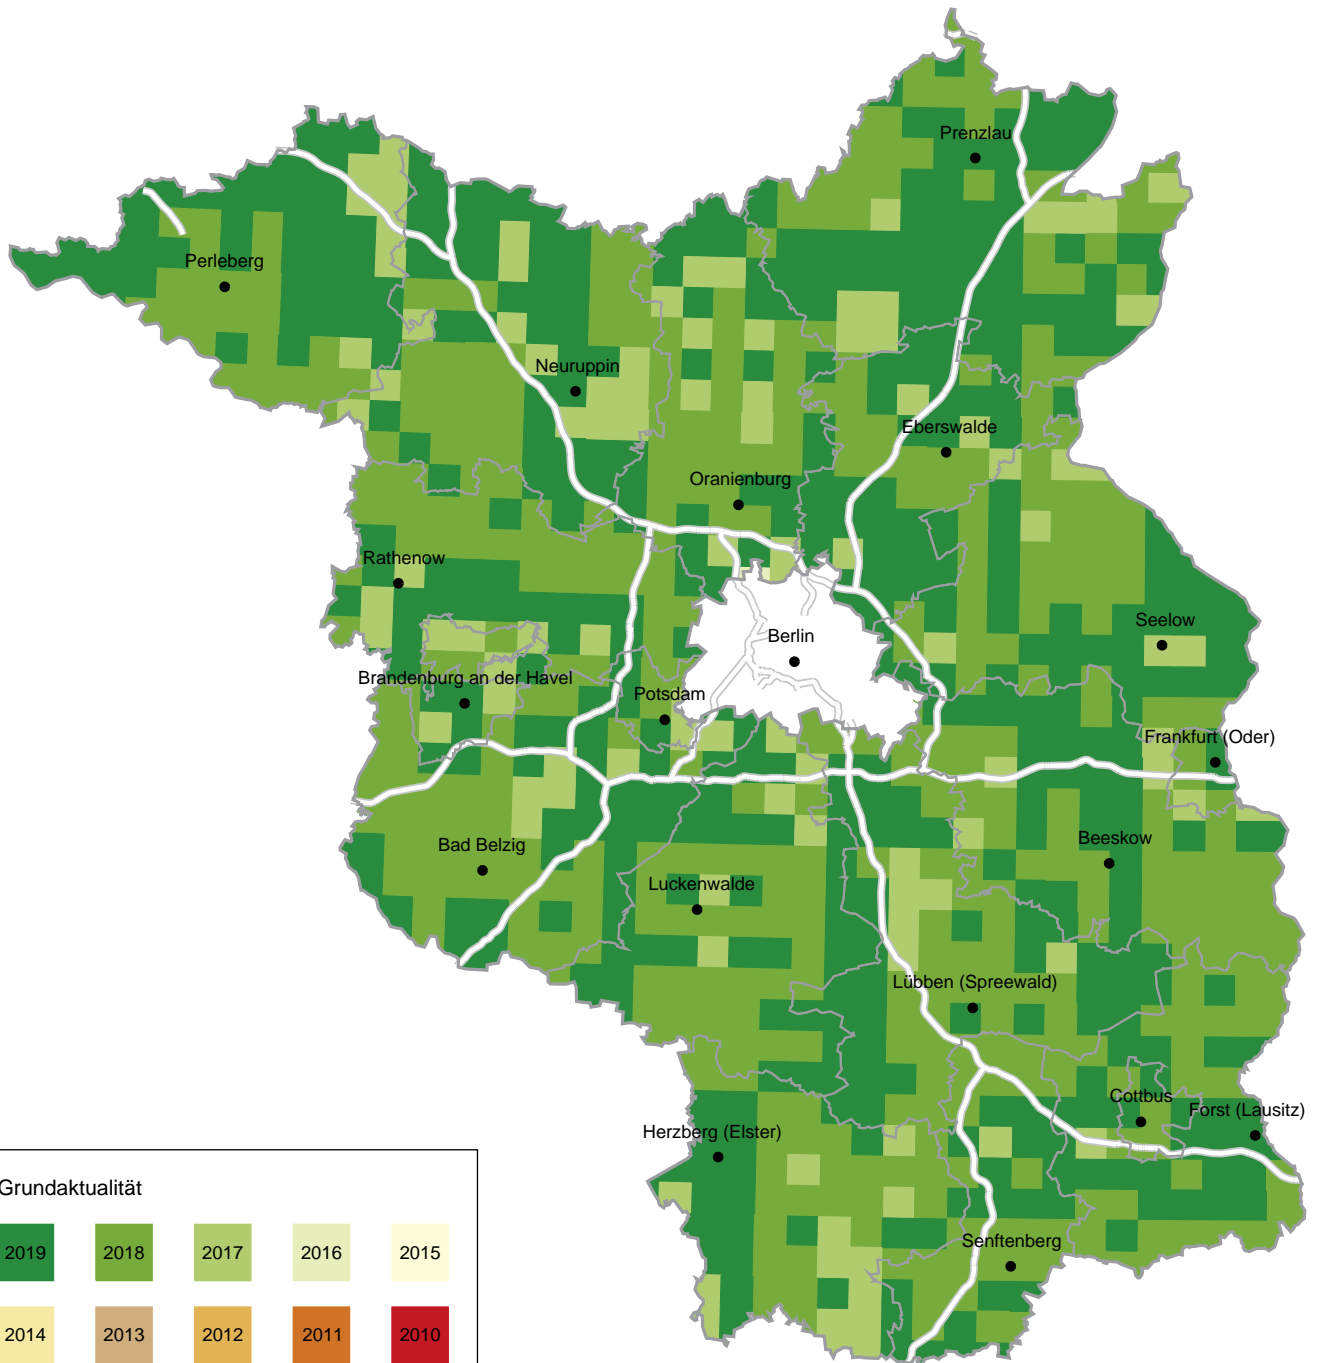 Prenzlau
Perleberg
Neuruppin
Eberswalde
Oranienburg
Rathenow
Seelow
Berlin
Brandenburg an der Havel
Potsdam
Frankfurt (Oder)
Bad Belzig
Beeskow
Luckenwalde
Lübben (Spreewald)
Cottbus
Forst (Lausitz)
Herzberg (Elster)
Senftenberg
Grundaktualität
2019 2018 2017 2016 2015
2014 2013 2012 2011 2010